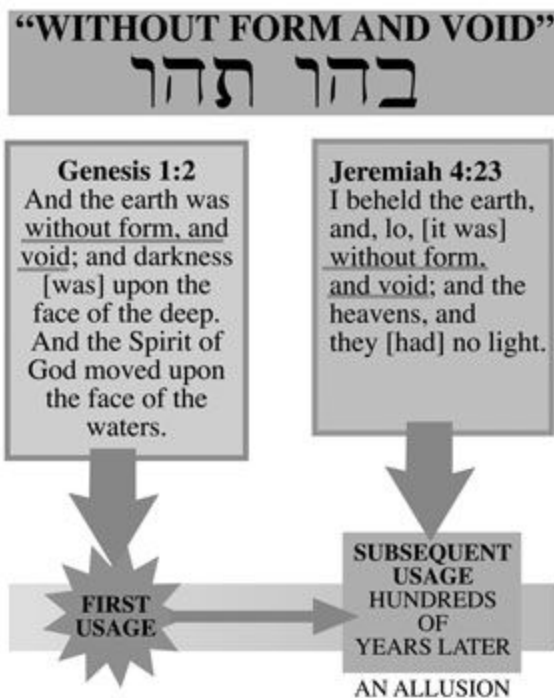 “WITHOUT FORM AND VOID”
בהו תהו
Genesis 1:2
And the earth was
without form, and
void; and darkness
[was] upon the
face of the deep.
And the Spirit of
God moved upon
the face of the
waters.
Jeremiah 4:23
I beheld the earth,
and, lo, [it was]
without form,
and void; and the
heavens, and
they [had] no light.
FIRST
USAGE
SUBSEQUENT
USAGE
HUNDREDS
OF
YEARS LATER
AN ALLUSION